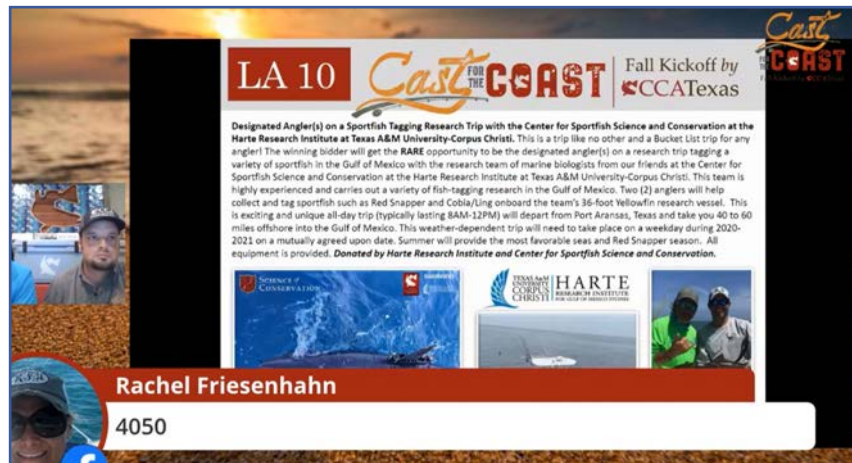 LA 10
Cast FOR THE COAST
Fall Kickoff by
CCATexas
Cast
FOR THE COAST
Fall Kickoff by CCATexas
Designated Angler(s) on a Sportfish Tagging Research Trip with the Center for Sportfish Science and Conservation at the
Harte Research Institute at Texas A&M University-Corpus Christi. This is a trip like no other and a Bucket List trip for any
angler! The winning bidder will get the RARE opportunity to be the designated angler(s) on a research trip tagging a
variety of sportfish in the Gulf of Mexico with the research team of marine biologists from our friends at the Center for
Sportfish Science and Conservation at the Harte Research Institute at Texas A&M University-Corpus Christi. This team is
highly experienced and carries out a variety of fish-tagging research in the Gulf of Mexico. Two (2) anglers will help
collect and tag sportfish such as Red Snapper and Cobia/Ling onboard the team's 36-foot Yellowfin research vessel. This
is exciting and unique all-day trip (typically lasting 8AM-12PM) will depart from Port Aransas, Texas and take you 40 to 60
miles offshore into the Gulf of Mexico. This weather-dependent trip will need to take place on a weekday during 2020-
2021 on a mutually agreed upon date. Summer will provide the most favorable seas and Red Snapper season. All
equipment is provided. Donated by Harte Research Institute and Center for Sportfish Science and Conservation.
SCIENCE &
CONSERVATION
TEXAS A&M
UNIVERSITY
CORPUS
CHRISTI
HARTE
RESEARCH INSTITUTE
FOR GULF OF MEXICO STUDIES
Rachel Friesenhahn
4050